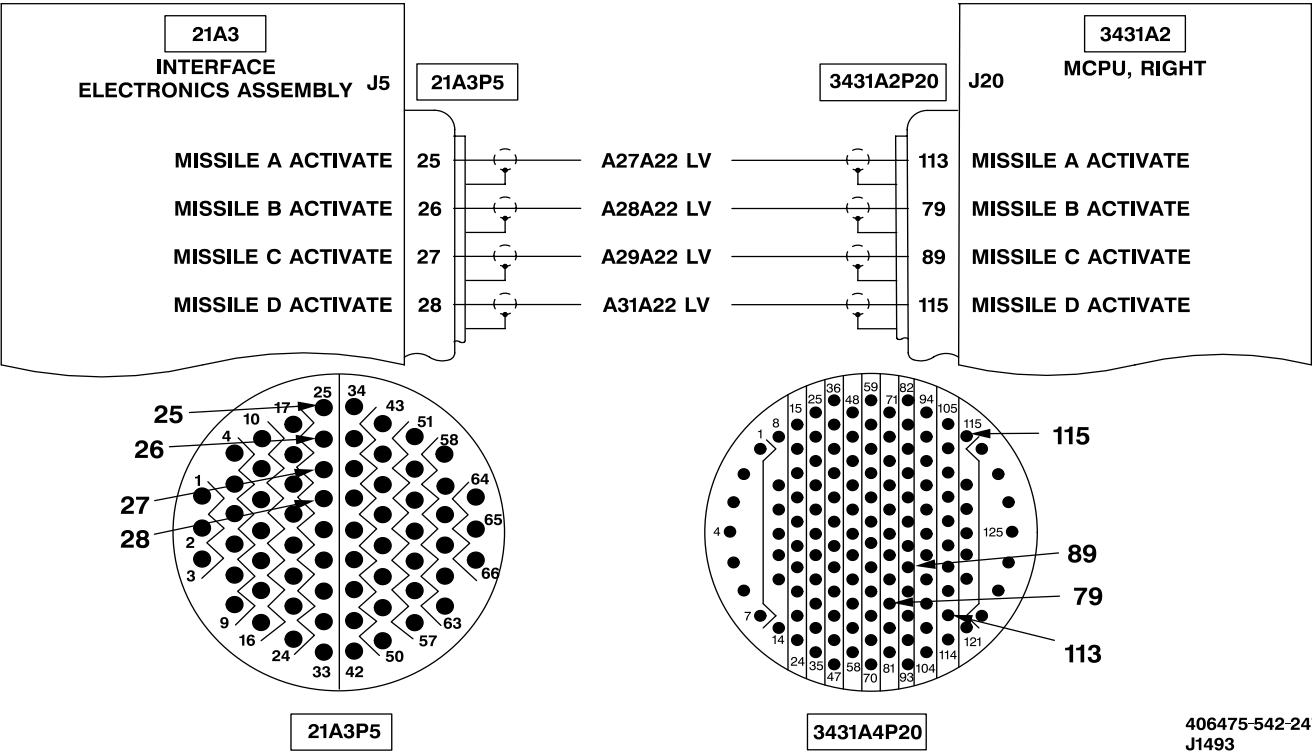 21A3
INTERFACE
ELECTRONICS ASSEMBLY J5
21A3P5
3431A2P20
J20
3431A2
MCPU, RIGHT
MISSILE A ACTIVATE 25 A27A22 LV 113 MISSILE A ACTIVATE
MISSILE B ACTIVATE 26 A28A22 LV 79 MISSILE B ACTIVATE
MISSILE C ACTIVATE 27 A29A22 LV 89 MISSILE C ACTIVATE
MISSILE D ACTIVATE 28 A31A22 LV 115 MISSILE D ACTIVATE
25
26
27
28
25 34
17 43
10 51
4 58
1 64
2 65
3 66
9 63
16 57
24 50
33 42
21A3P5
36 59 82
25 48 71 94
15 105
8 115
1
4 125
7
14 121
24 35 58 81 104 114
47 70 93
115
89
79
113
3431A4P20
406475-542-24
J1493